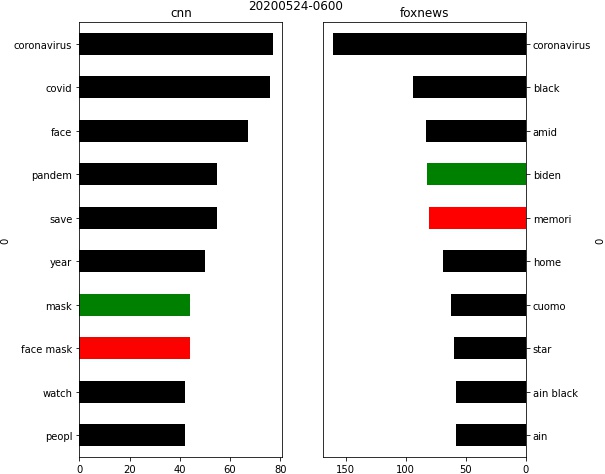 20200524-0600
cnn
foxnews
coronavirus
covid
face
pandem
save
year
mask
face mask
watch
peopl
0
0 20 40 60 80
coronavirus
black
amid
biden
memori
home
cuomo
star
ain black
ain
0
150 100 50 0